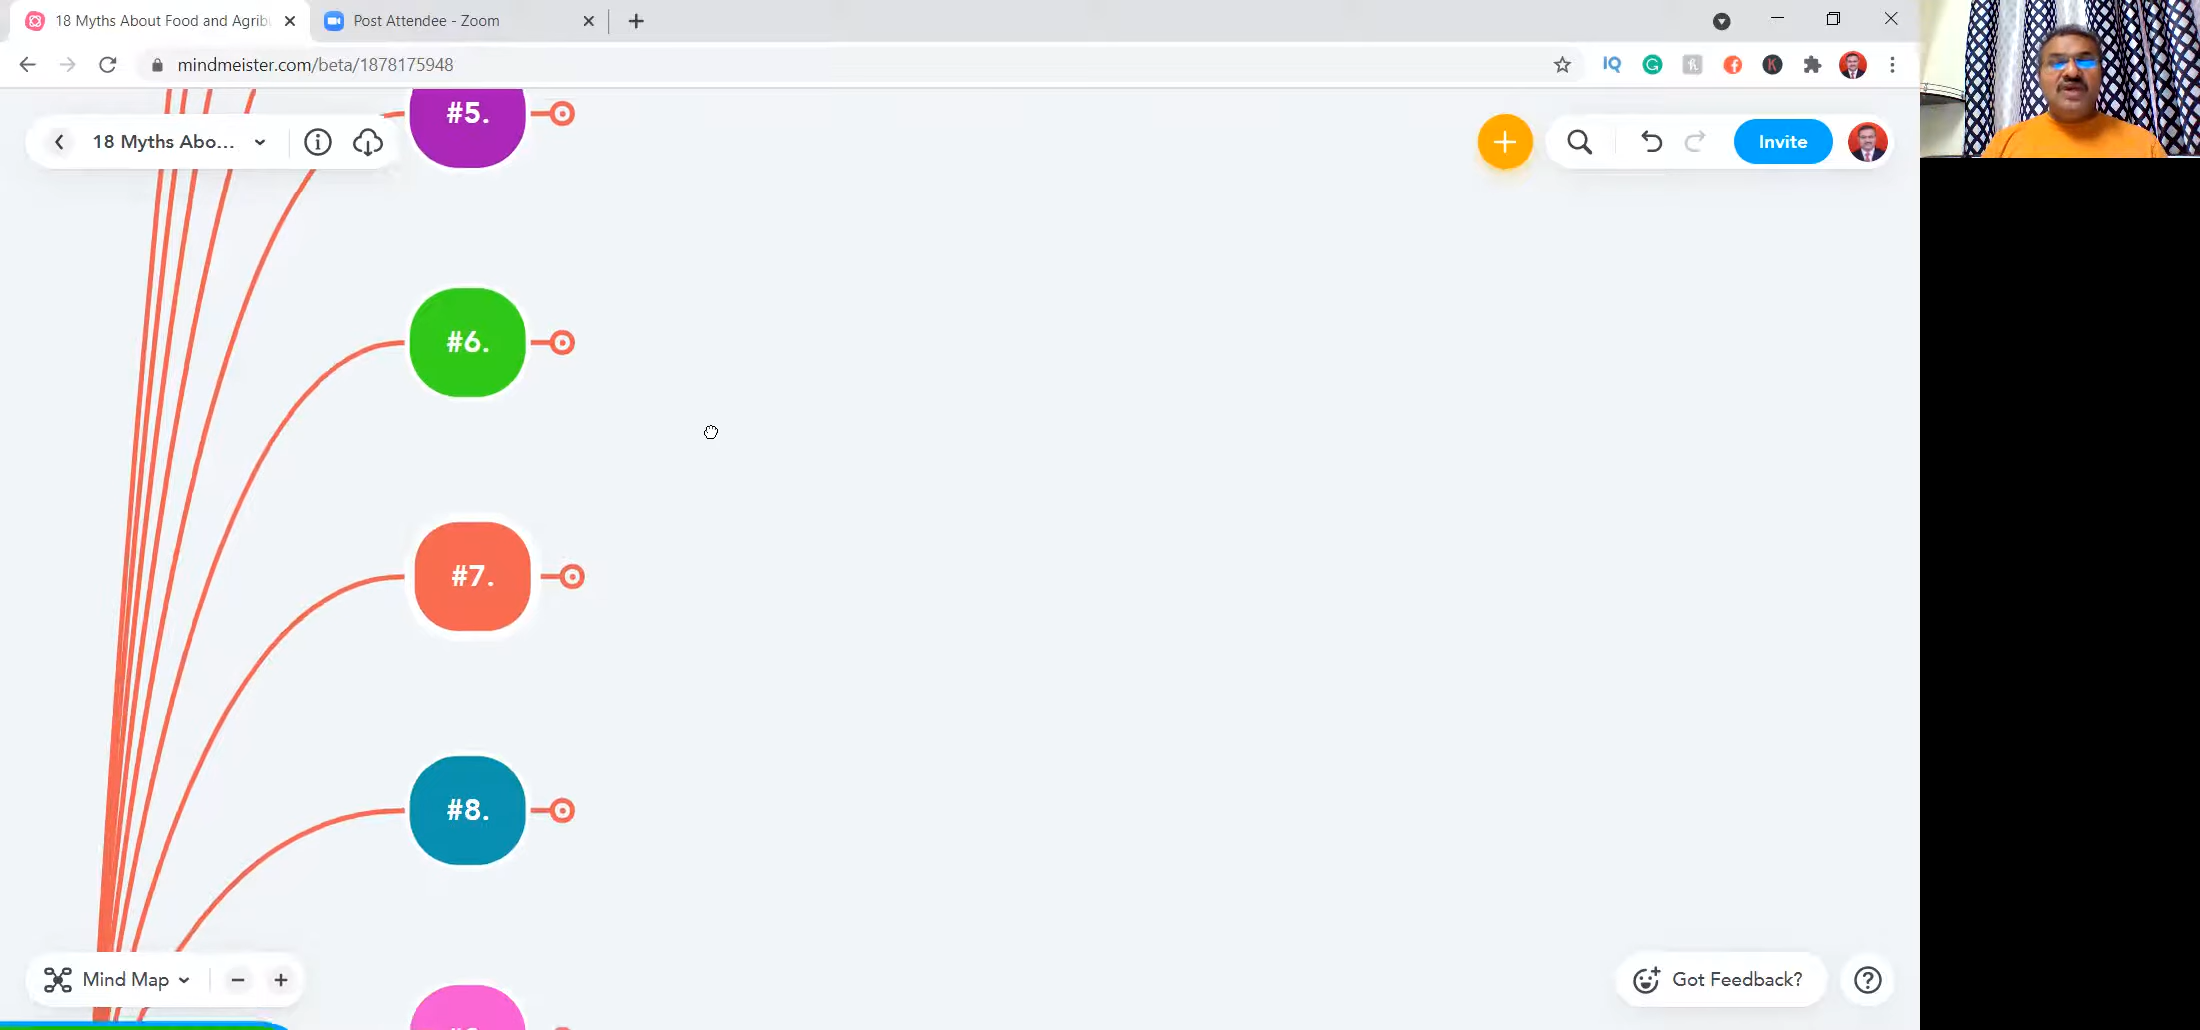 18 Myths About Food and Agrib
Post Attendee - Zoom
mindmeister.com/beta/1878175948
IQ
K
18 Myths Abo...
Invite
#5.
#6.
#7.
#8.
Mind Map
Got Feedback?